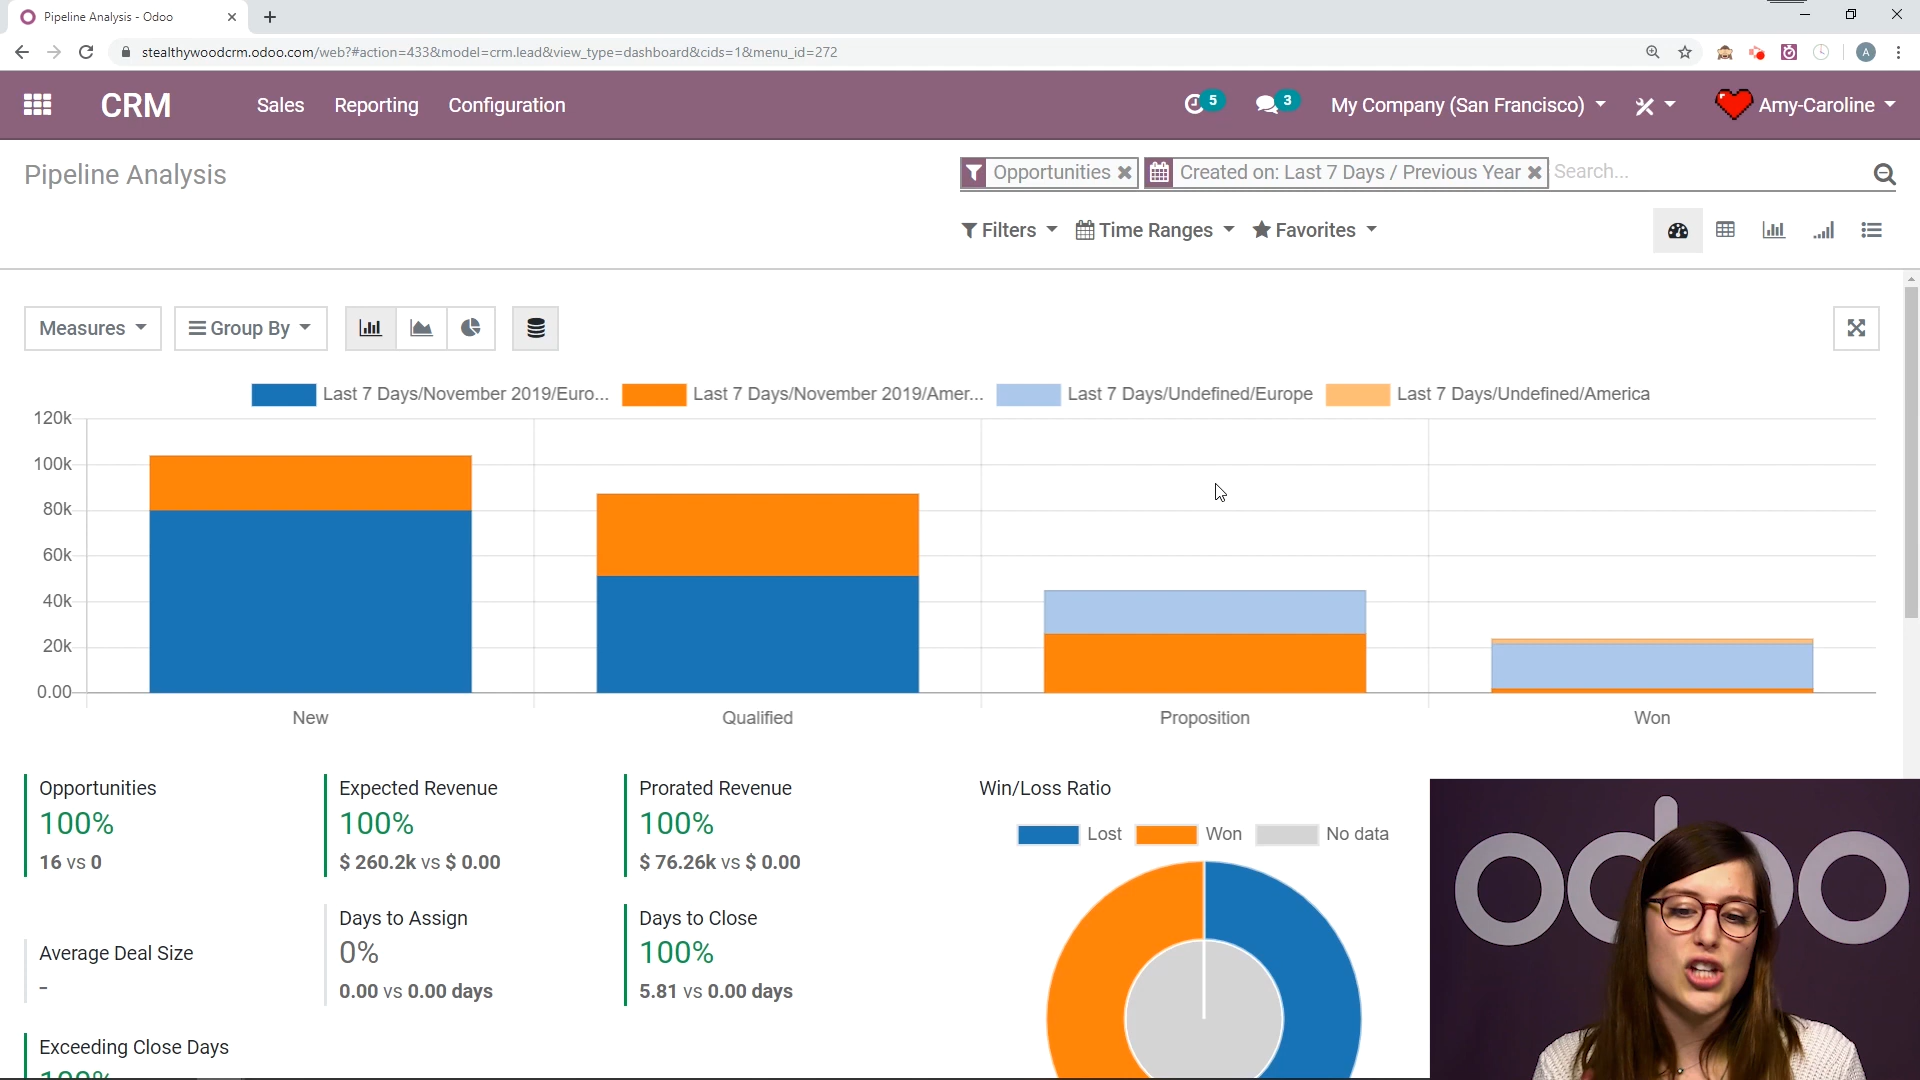 Pipeline Analysis - Odoo
stealthywoodcrm.odoo.com/web?#action=433&model=crm.lead&view_type=dashboard&cids=1&menu_id=272
A
CRM Sales Reporting Configuration 5 3 My Company (San Francisco) Amy-Caroline
Pipeline Analysis
Opportunities Created on: Last 7 Days / Previous Year Search...
Filters Time Ranges Favorites
Measures Group By
Last 7 Days/November 2019/Euro... Last 7 Days/November 2019/Amer... Last 7 Days/Undefined/Europe Last 7 Days/Undefined/America
120k
100k
80k
60k
40k
20k
0.00
New Qualified Proposition Won
Opportunities
100%
16 vs 0
Expected Revenue
100%
$ 260.2k vs $ 0.00
Prorated Revenue
100%
$ 76.26k vs $ 0.00
Win/Loss Ratio
Lost Won No data
Average Deal Size
-
Days to Assign
0%
0.00 vs 0.00 days
Days to Close
100%
5.81 vs 0.00 days
Exceeding Close Days
100%
odoo